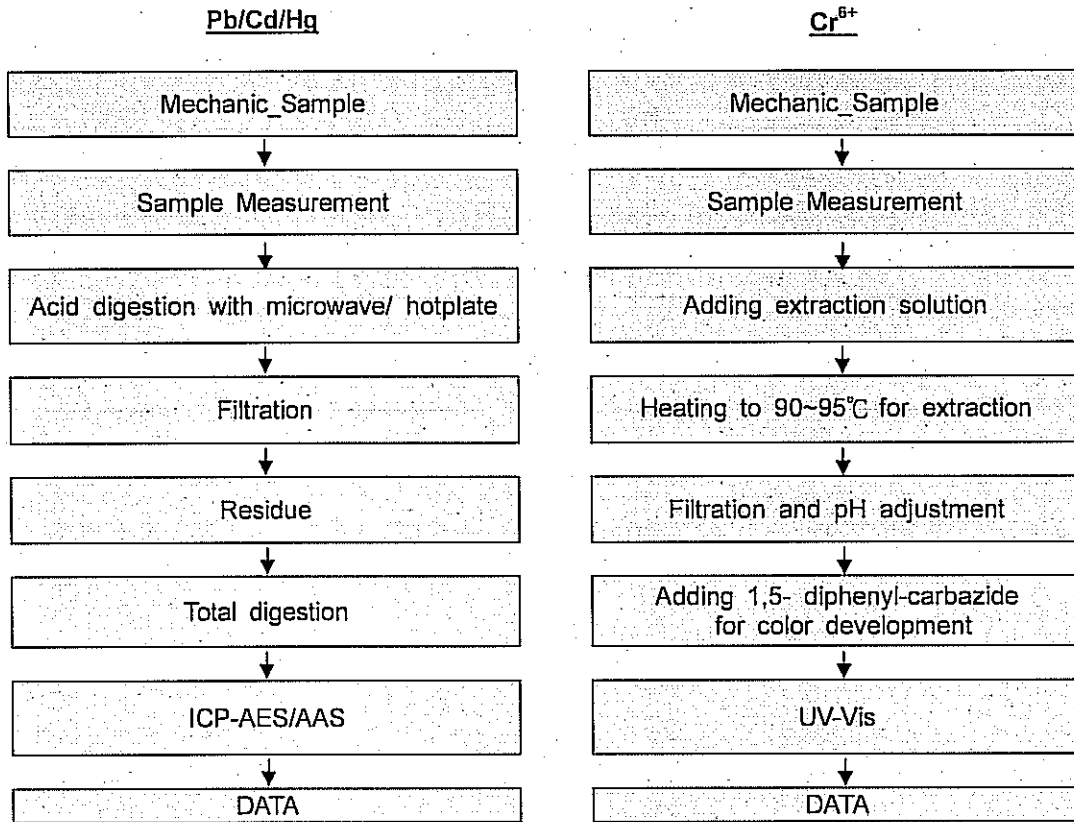 Pb/Cd/Hg
Mechanic_Sample
Sample Measurement
Acid digestion with microwave/ hotplate
Filtration
Residue
Total digestion
ICP-AES/AAS
DATA
Cr6+
Mechanic_Sample
Sample Measurement
Adding extraction solution
Heating to 90~95℃ for extraction
Filtration and pH adjustment
Adding 1,5- diphenyl-carbazide
for color development
UV-Vis
DATA